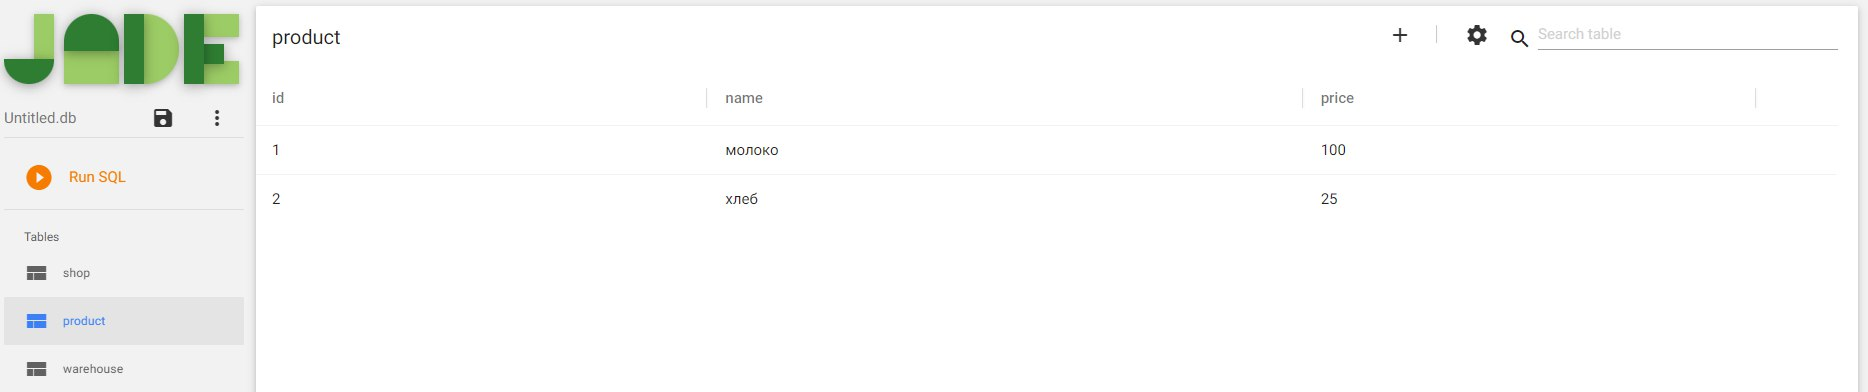 JADE
Untitled.db
Run SQL
Tables
shop
product
warehouse
product
Search table
id name price
1 молоко 100
2 хлеб 25